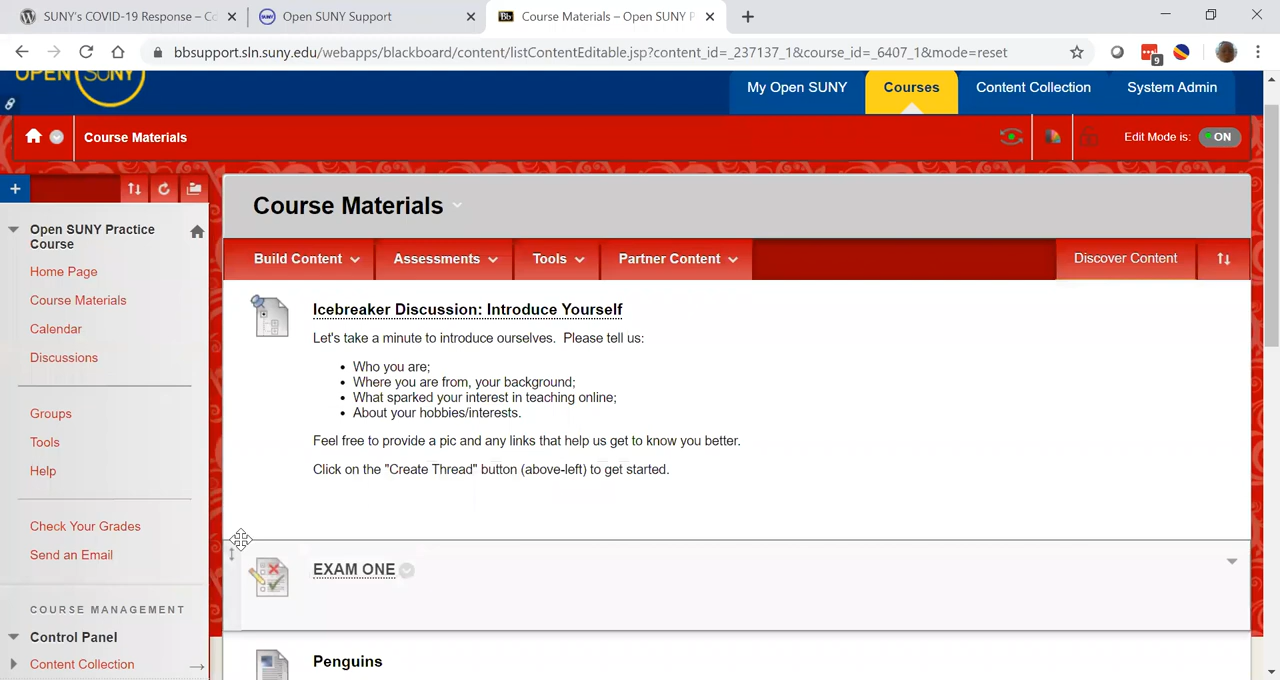 SUNY's COVID-19 Response – Co
Open SUNY Support
Course Materials – Open SUNY P
bbsupport.sln.suny.edu/webapps/blackboard/content/listContentEditable.jsp?content_id=_237137_1&course_id=_6407_1&mode=reset
9
OPEN SUNY
My Open SUNY
Courses
Content Collection
System Admin
Course Materials
Edit Mode is:
ON
Course Materials
Open SUNY Practice
Course
Home Page
Course Materials
Calendar
Discussions
Groups
Tools
Help
Check Your Grades
Send an Email
COURSE MANAGEMENT
Control Panel
Content Collection
Build Content
Assessments
Tools
Partner Content
Discover Content
Icebreaker Discussion: Introduce Yourself
Let's take a minute to introduce ourselves. Please tell us:
• Who you are;
• Where you are from, your background;
• What sparked your interest in teaching online;
• About your hobbies/interests.
Feel free to provide a pic and any links that help us get to know you better.
Click on the "Create Thread" button (above-left) to get started.
EXAM ONE
Penguins